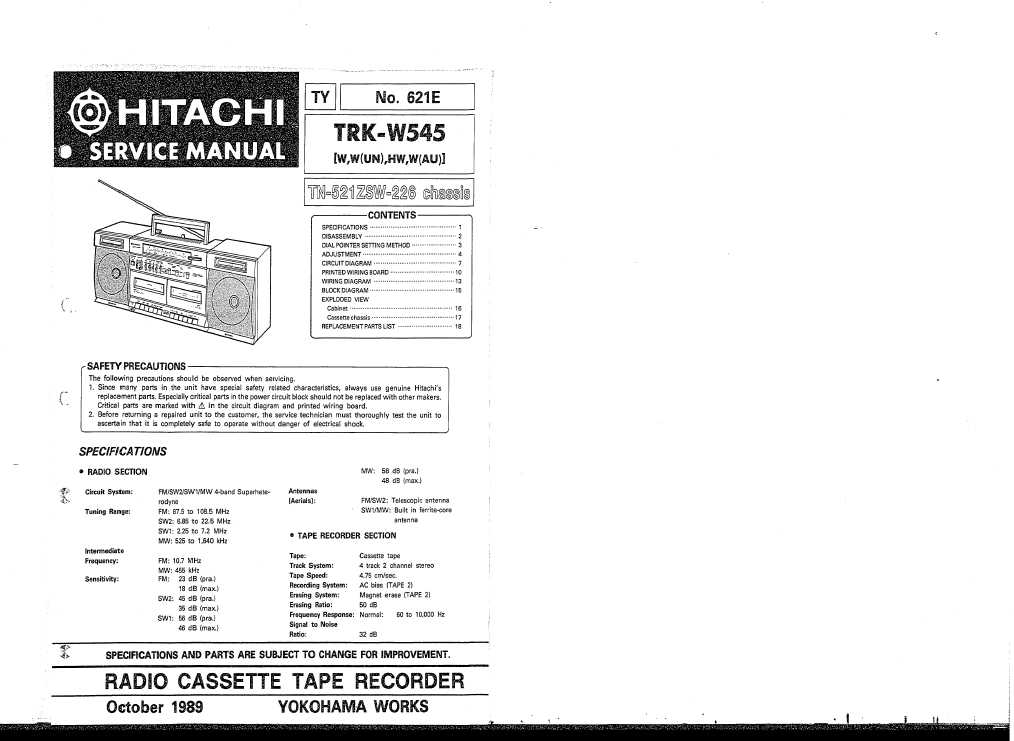 HITACHI
SERVICE MANUAL
TY
No. 621E
TRK-W545
[W,W(UN),HW,W(AU)]
TN-521ZSW-226 chassis
CONTENTS
SPECIFICATIONS 1
DISASSEMBLY 2
DIAL POINTER SETTING METHOD 3
ADJUSTMENT 4
CIRCUIT DIAGRAM 7
PRINTED WIRING BOARD 10
WIRING DIAGRAM 13
BLOCK DIAGRAM 15
EXPLODED VIEW
Cabinet 16
Cassette chassis 17
REPLACEMENT PARTS LIST 18
SAFETY PRECAUTIONS
The following precautions should be observed when servicing.
1. Since many parts in the unit have special safety related characteristics, always use genuine Hitachi's
replacement parts. Especially critical parts in the power circuit block should not be replaced with other makers.
Critical parts are marked with ⚠ in the circuit diagram and printed wiring board.
2. Before returning a repaired unit to the customer, the service technician must thoroughly test the unit to
ascertain that it is completely safe to operate without danger of electrical shock.
SPECIFICATIONS
• RADIO SECTION
Circuit System: FM/SW2/SW1/MW 4-band Superhete-
rodyne
Tuning Range: FM: 87.5 to 108.5 MHz
SW2: 6.85 to 22.5 MHz
SW1: 2.25 to 7.2 MHz
MW: 525 to 1,640 kHz
Intermediate
Frequency: FM: 10.7 MHz
MW: 455 kHz
Sensitivity: FM: 23 dB (pra.)
18 dB (max.)
SW2: 45 dB (pra.)
35 dB (max.)
SW1: 56 dB (pra.)
46 dB (max.)
MW: 58 dB (pra.)
48 dB (max.)
Antennas
(Aerials): FM/SW2: Telescopic antenna
SW1/MW: Built in ferrite-core
antenna
• TAPE RECORDER SECTION
Tape: Cassette tape
Track System: 4 track 2 channel stereo
Tape Speed: 4.75 cm/sec.
Recording System: AC bias (TAPE 2)
Erasing System: Magnet erase (TAPE 2)
Erasing Ratio: 50 dB
Frequency Response: Normal: 60 to 10,000 Hz
Signal to Noise
Ratio: 32 dB
SPECIFICATIONS AND PARTS ARE SUBJECT TO CHANGE FOR IMPROVEMENT.
RADIO CASSETTE TAPE RECORDER
October 1989 YOKOHAMA WORKS